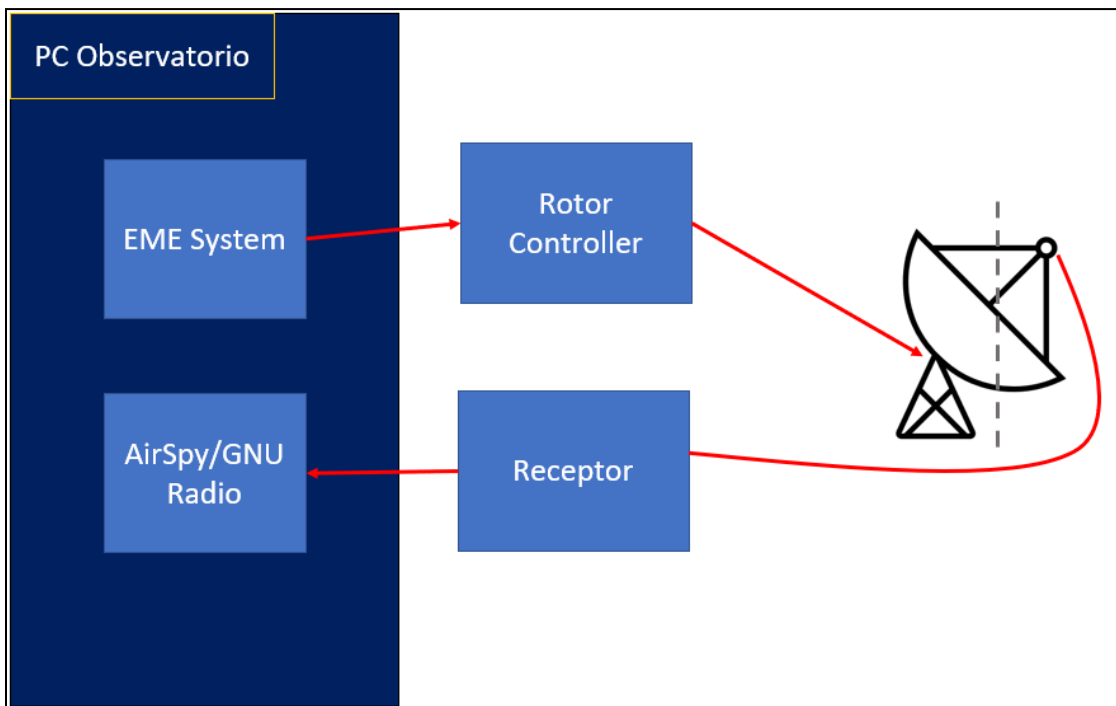 PC Observatorio
EME System
Rotor
Controller
AirSpy/GNU
Radio
Receptor